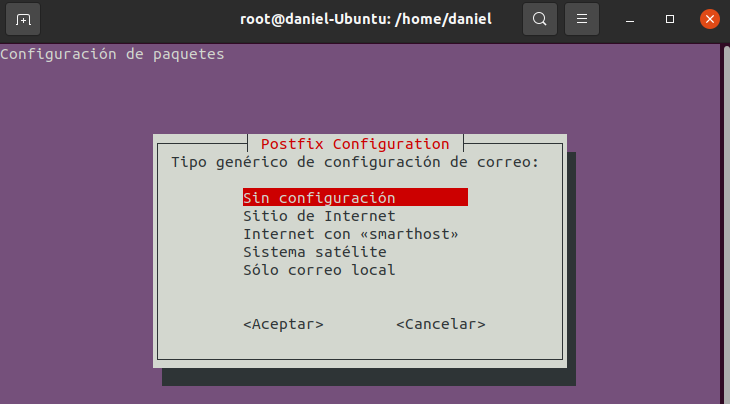 root@daniel-Ubuntu: /home/daniel
Configuración de paquetes
Postfix Configuration
Tipo genérico de configuración de correo:
Sin configuración
Sitio de Internet
Internet con «smarthost»
Sistema satélite
Sólo correo local
<Aceptar> <Cancelar>